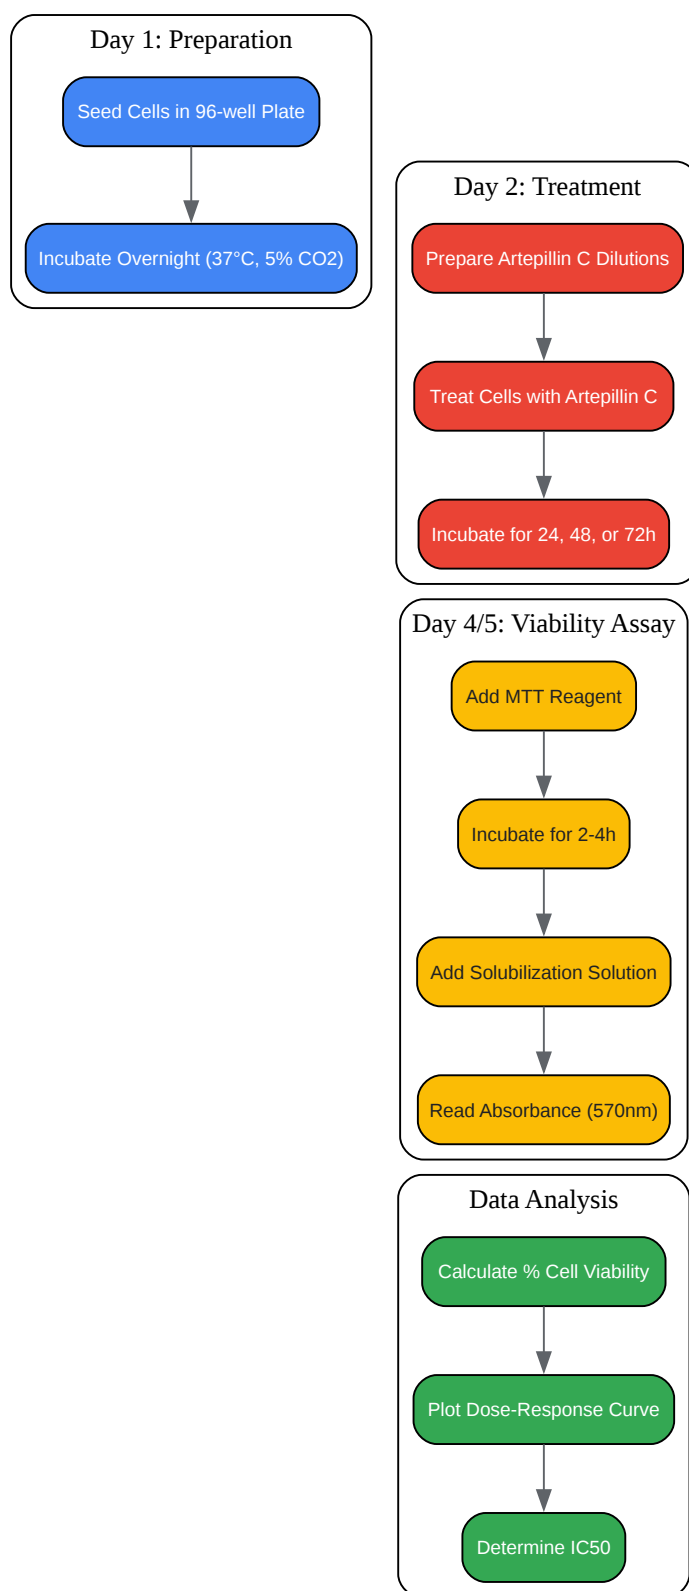 Day 1: Preparation
Seed Cells in 96-well Plate
Incubate Overnight (37°C, 5% CO2)
Day 2: Treatment
Prepare Artepillin C Dilutions
Treat Cells with Artepillin C
Incubate for 24, 48, or 72h
Day 4/5: Viability Assay
Add MTT Reagent
Incubate for 2-4h
Add Solubilization Solution
Read Absorbance (570nm)
Data Analysis
Calculate % Cell Viability
Plot Dose-Response Curve
Determine IC50